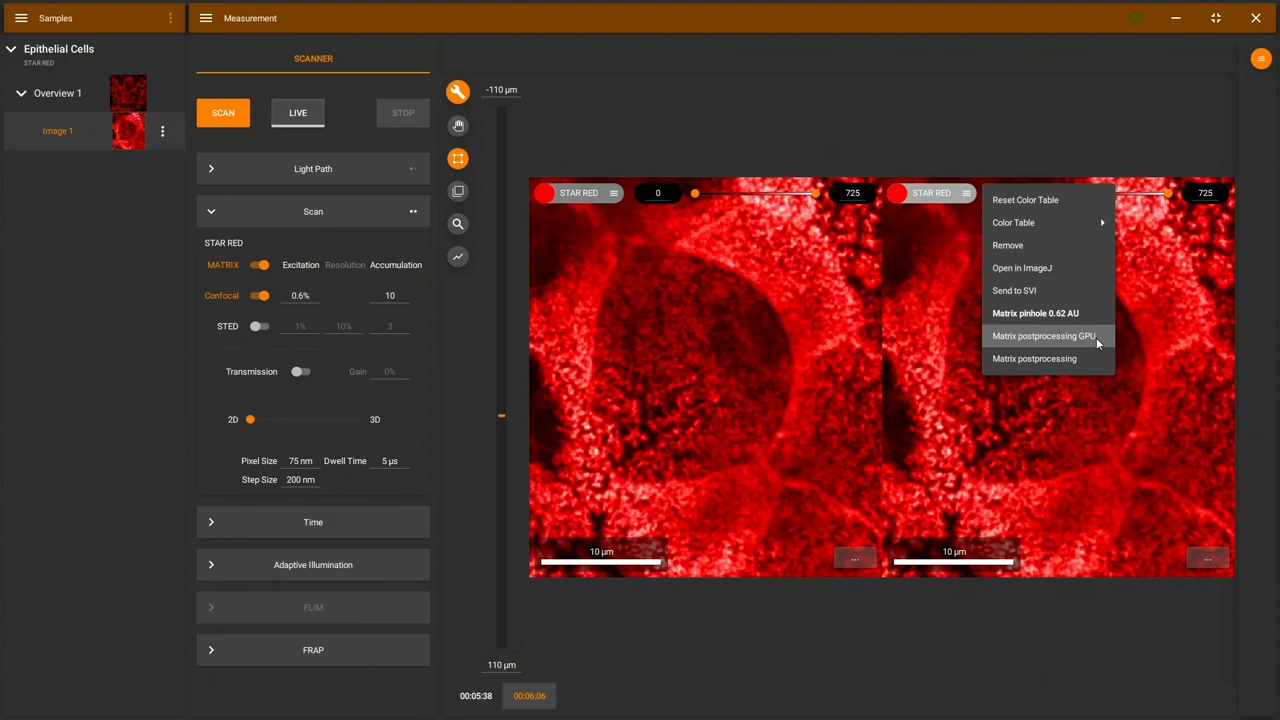 Samples
Measurement
Epithelial Cells
STAR RED
Overview 1
Image 1
SCANNER
SCAN
LIVE
STOP
Light Path
Scan
STAR RED
MATRIX Excitation Resolution Accumulation
Confocal 0.6% 10
STED 1% 10% 3
Transmission Gain 0%
2D 3D
Pixel Size 75 nm Dwell Time 5 µs
Step Size 200 nm
Time
Adaptive Illumination
FLIM
FRAP
-110 µm
110 µm
00:05:38 00:06:06
STAR RED 0 725
10 µm
...
STAR RED 725
10 µm
...
Reset Color Table
Color Table
Remove
Open in ImageJ
Send to SVI
Matrix pinhole 0.62 AU
Matrix postprocessing GPU
Matrix postprocessing